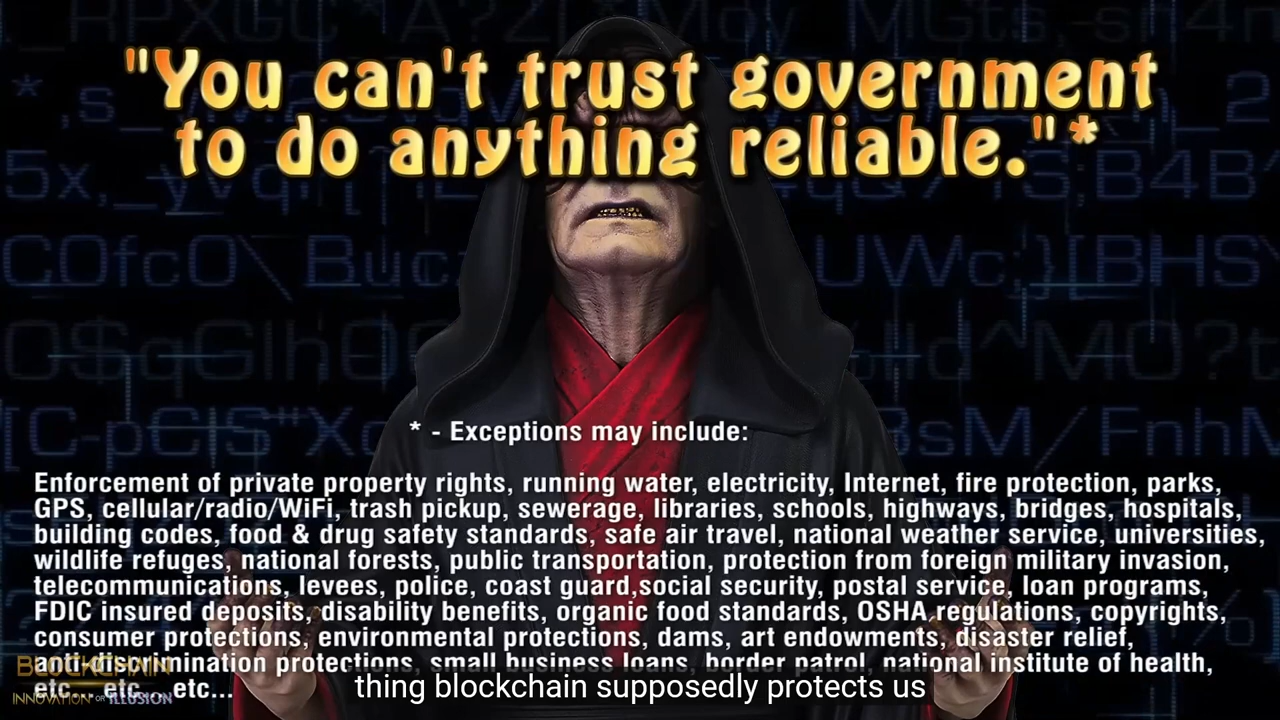 "You can't trust government
to do anything reliable."*
* - Exceptions may include:
Enforcement of private property rights, running water, electricity, Internet, fire protection, parks,
GPS, cellular/radio/WiFi, trash pickup, sewerage, libraries, schools, highways, bridges, hospitals,
building codes, food & drug safety standards, safe air travel, national weather service, universities,
wildlife refuges, national forests, public transportation, protection from foreign military invasion,
telecommunications, levees, police, coast guard,social security, postal service, loan programs,
FDIC insured deposits, disability benefits, organic food standards, OSHA regulations, copyrights,
consumer protections, environmental protections, dams, art endowments, disaster relief,
anti-discrimination protections, small business loans, border patrol, national institute of health,
etc... etc... etc...
BLOCKCHAIN
INNOVATION OR ILLUSION
thing blockchain supposedly protects us